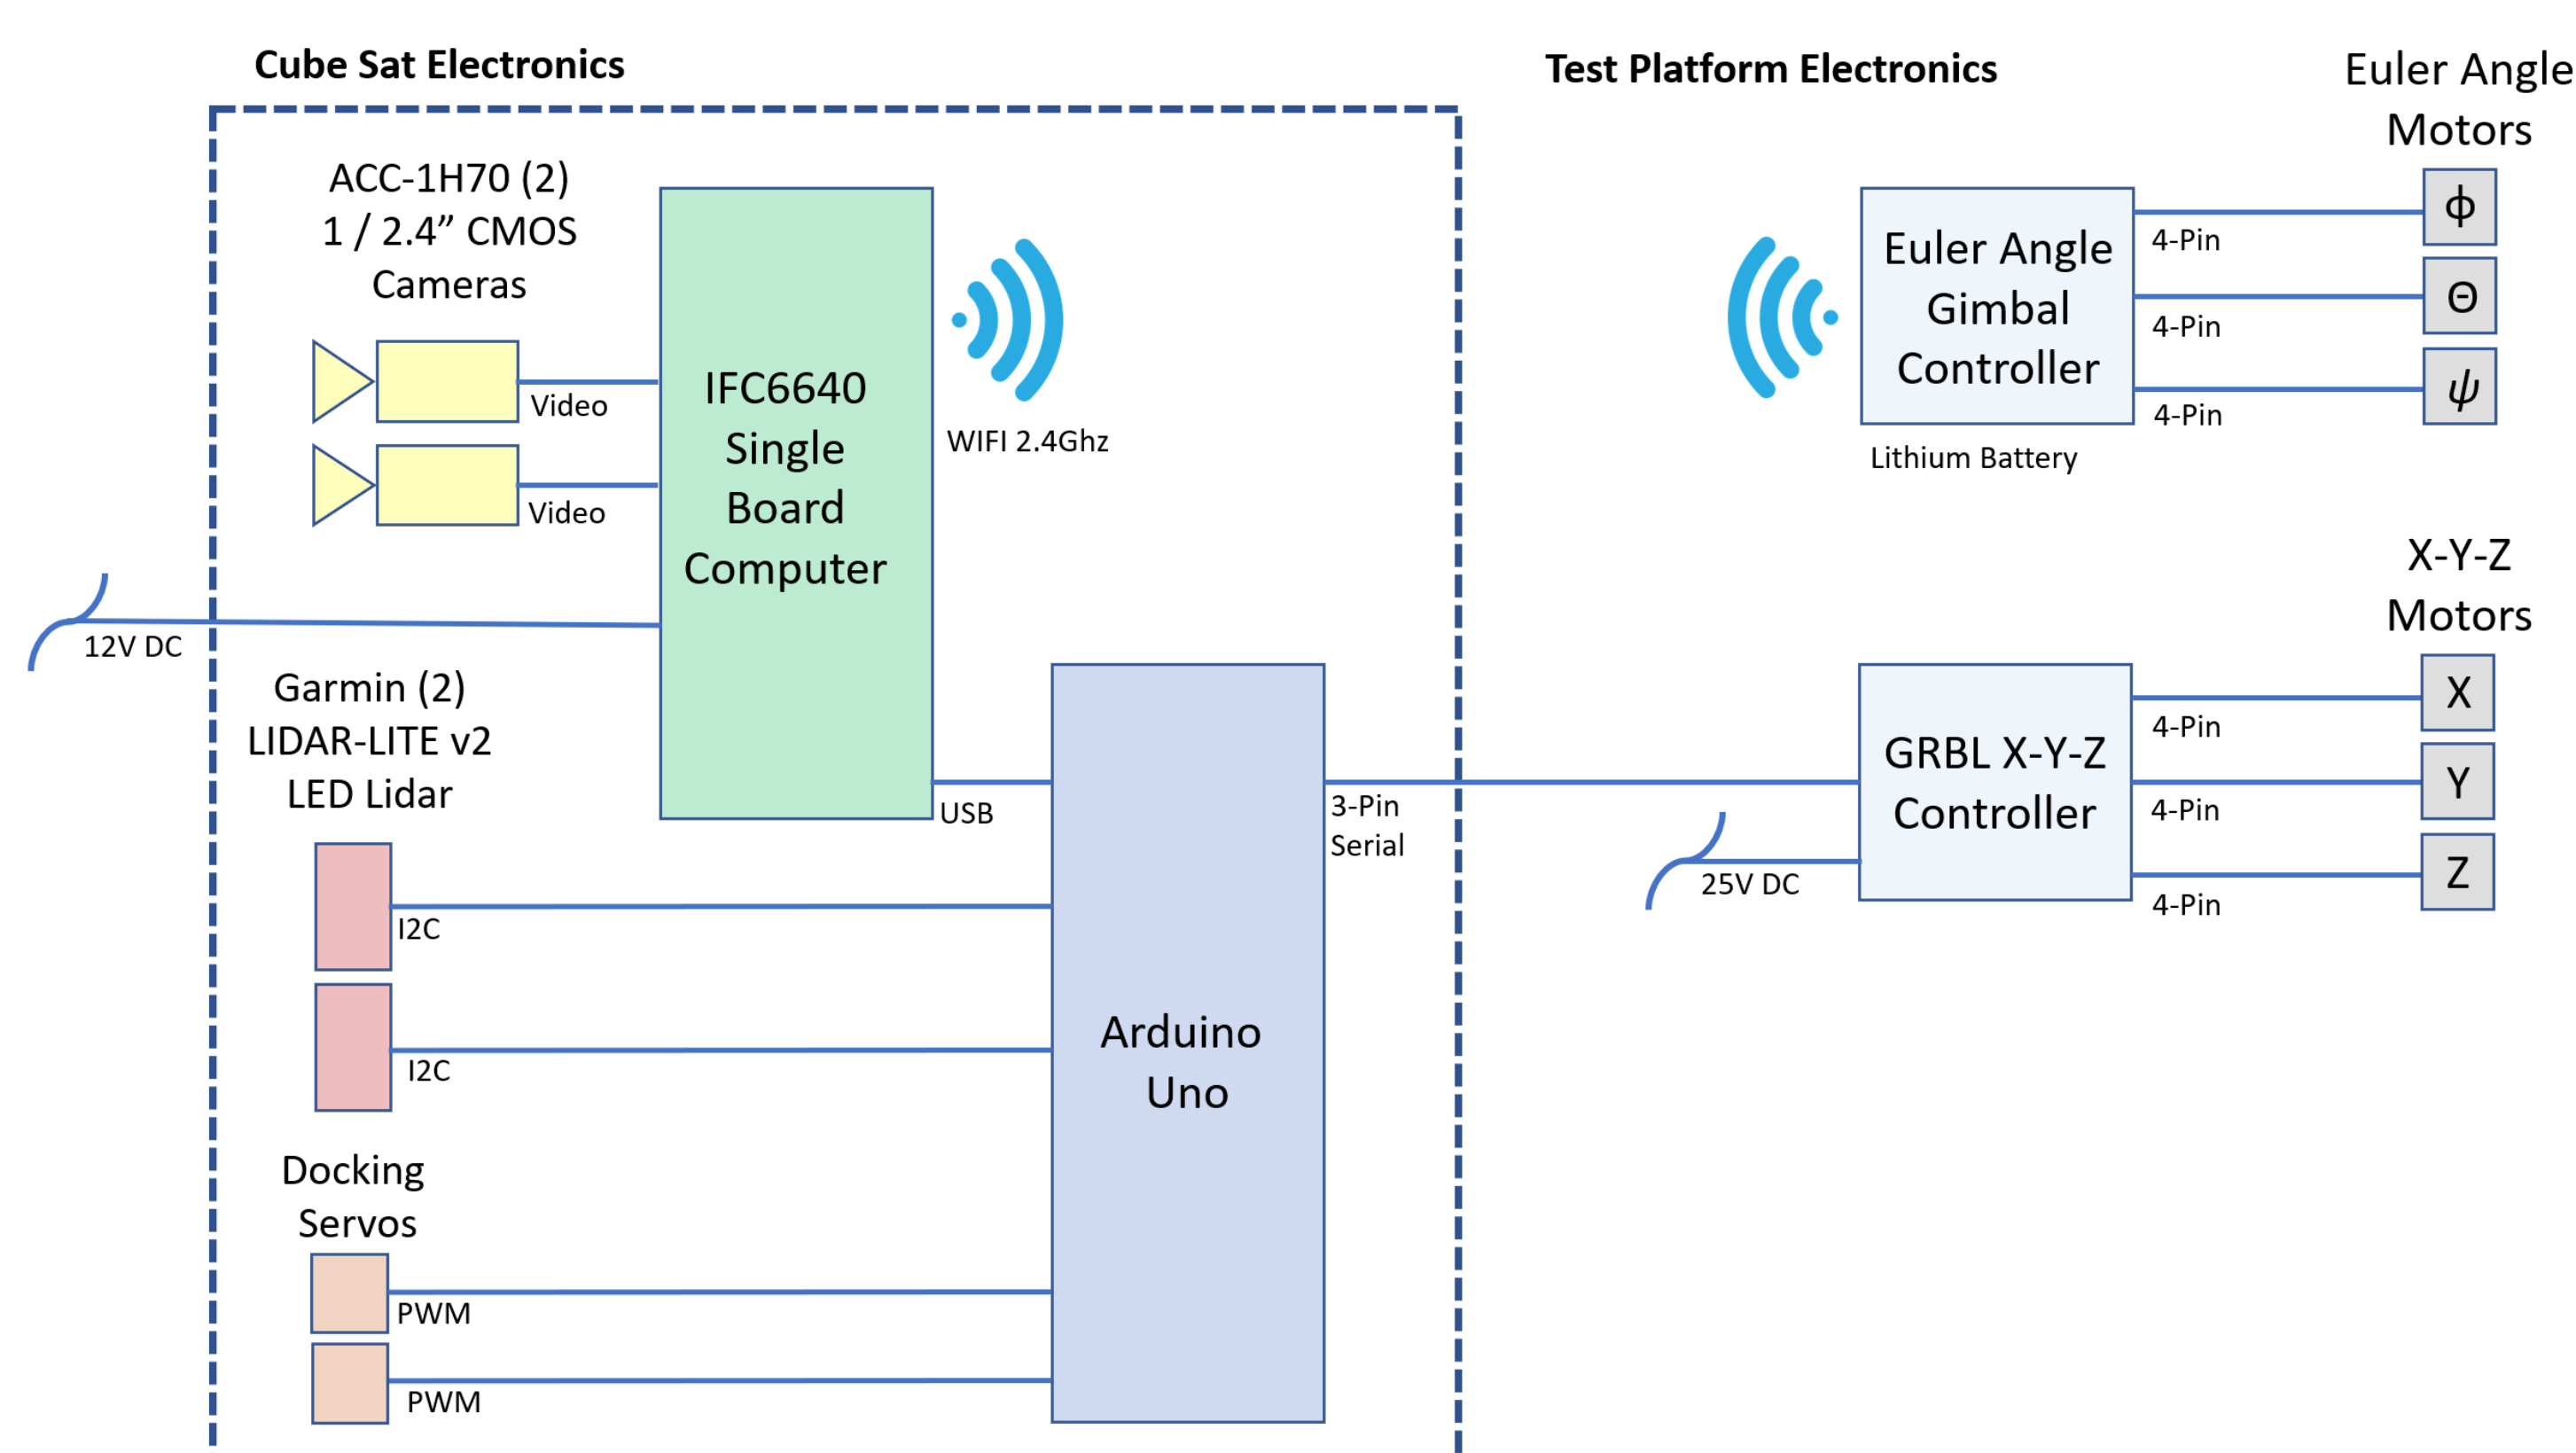 Cube Sat Electronics
Test Platform Electronics
Euler Angle
Motors
ACC-1H70 (2)
1 / 2.4” CMOS
Cameras
Video
Video
IFC6640
Single
Board
Computer
WIFI 2.4Ghz
Euler Angle
Gimbal
Controller
Lithium Battery
4-Pin
4-Pin
4-Pin
ϕ
Θ
ψ
12V DC
Garmin (2)
LIDAR-LITE v2
LED Lidar
USB
I2C
I2C
Docking
Servos
PWM
PWM
Arduino
Uno
3-Pin
Serial
25V DC
GRBL X-Y-Z
Controller
X-Y-Z
Motors
4-Pin
4-Pin
4-Pin
X
Y
Z